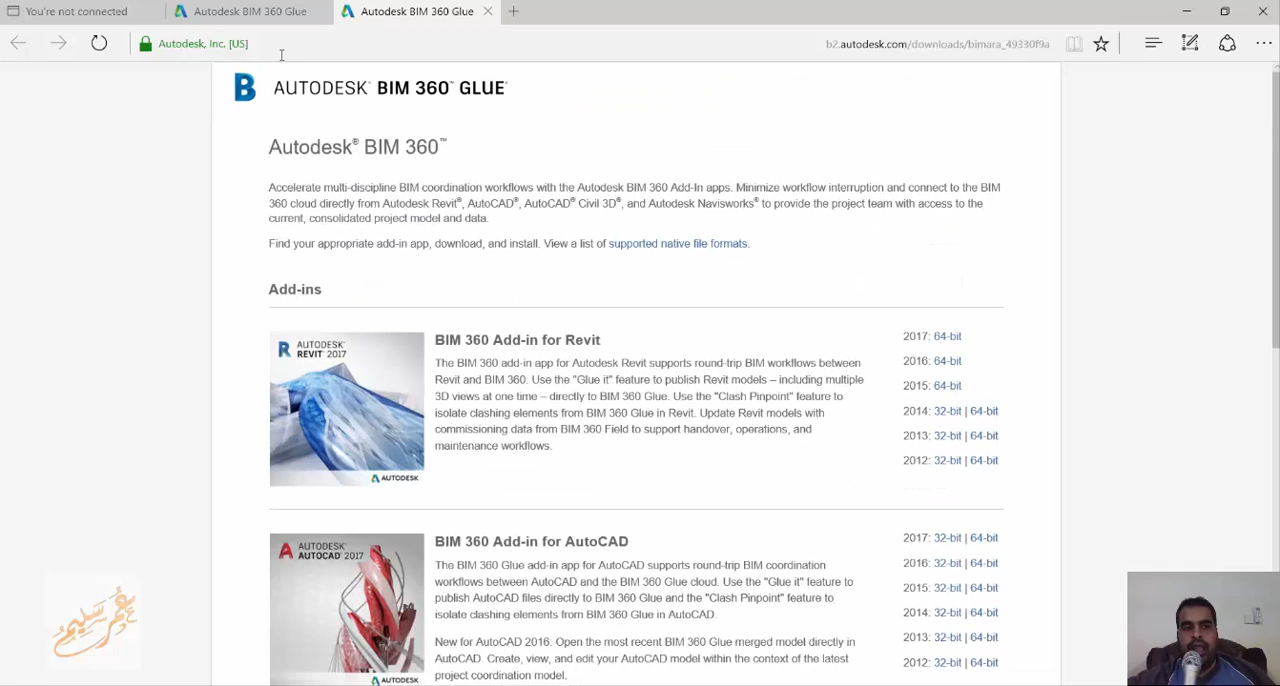 You're not connected
Autodesk BIM 360 Glue
Autodesk BIM 360 Glue
Autodesk, Inc. [US]
b2.autodesk.com/downloads/bimara_49330f9a
B AUTODESK® BIM 360™ GLUE®
Autodesk® BIM 360™
Accelerate multi-discipline BIM coordination workflows with the Autodesk BIM 360 Add-In apps. Minimize workflow interruption and connect to the BIM
360 cloud directly from Autodesk Revit®, AutoCAD®, AutoCAD® Civil 3D®, and Autodesk Navisworks® to provide the project team with access to the
current, consolidated project model and data.
Find your appropriate add-in app, download, and install. View a list of supported native file formats.
Add-ins
R AUTODESK®
REVIT® 2017
AUTODESK
BIM 360 Add-in for Revit
The BIM 360 add-in app for Autodesk Revit supports round-trip BIM workflows between
Revit and BIM 360. Use the "Glue it" feature to publish Revit models – including multiple
3D views at one time – directly to BIM 360 Glue. Use the "Clash Pinpoint" feature to
isolate clashing elements from BIM 360 Glue in Revit. Update Revit models with
commissioning data from BIM 360 Field to support handover, operations, and
maintenance workflows.
2017: 64-bit
2016: 64-bit
2015: 64-bit
2014: 32-bit | 64-bit
2013: 32-bit | 64-bit
2012: 32-bit | 64-bit
A AUTODESK®
AUTOCAD® 2017
AUTODESK
BIM 360 Add-in for AutoCAD
The BIM 360 Glue add-in app for AutoCAD supports round-trip BIM coordination
workflows between AutoCAD and the BIM 360 Glue cloud. Use the "Glue it" feature to
publish AutoCAD files directly to BIM 360 Glue and the "Clash Pinpoint" feature to
isolate clashing elements from BIM 360 Glue in AutoCAD.
New for AutoCAD 2016: Open the most recent BIM 360 Glue merged model directly in
AutoCAD. Create, view, and edit your AutoCAD model within the context of the latest
project coordination model.
2017: 32-bit | 64-bit
2016: 32-bit | 64-bit
2015: 32-bit | 64-bit
2014: 32-bit | 64-bit
2013: 32-bit | 64-bit
2012: 32-bit | 64-bit
عمر سليم